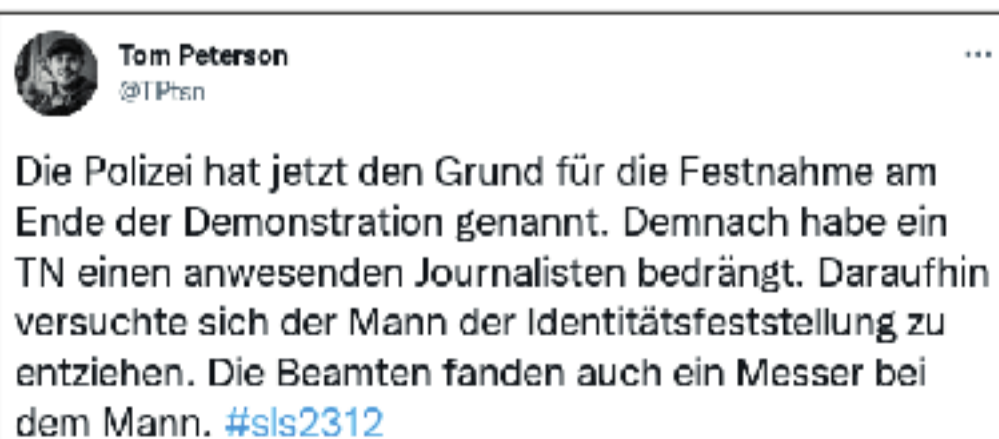 Tom Peterson
@TPtsn
Die Polizei hat jetzt den Grund für die Festnahme am
Ende der Demonstration genannt. Demnach habe ein
TN einen anwesenden Journalisten bedrängt. Daraufhin
versuchte sich der Mann der Identitätsfeststellung zu
entziehen. Die Beamten fanden auch ein Messer bei
dem Mann. #sls2312